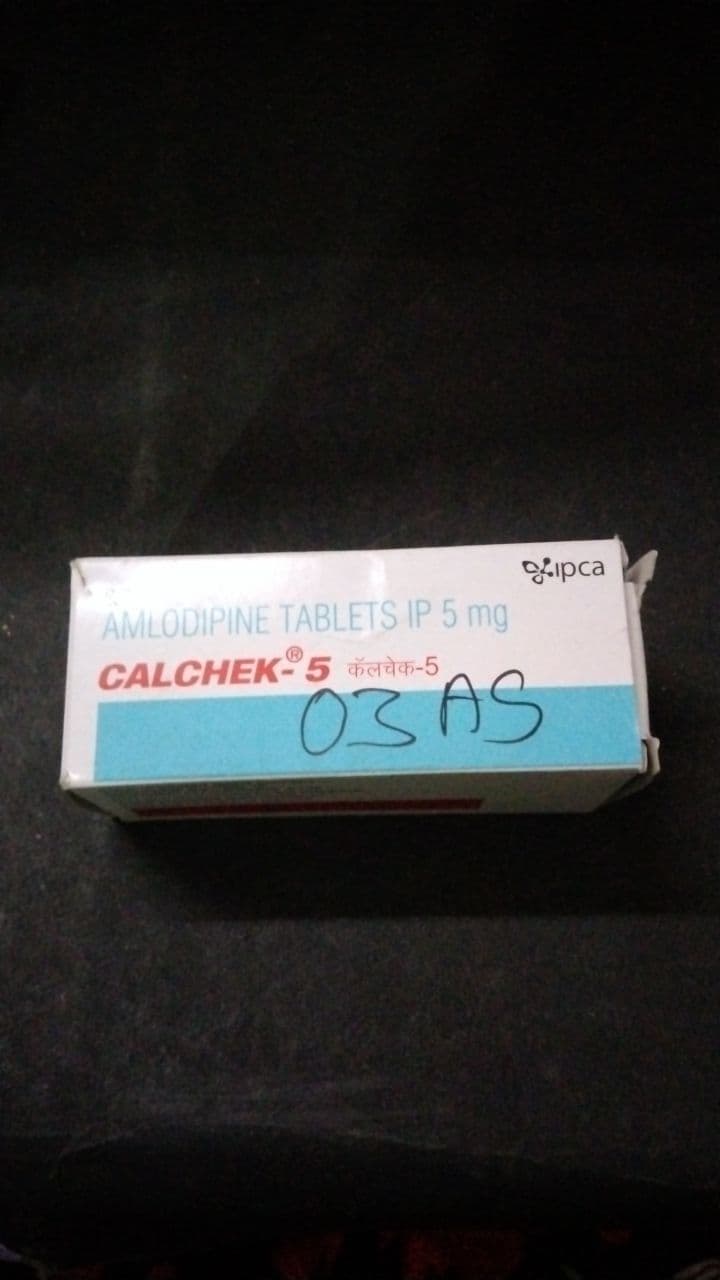 ipca
AMLODIPINE TABLETS IP 5 mg
CALCHEK-® 5 कॅलचेक-5
03 AS